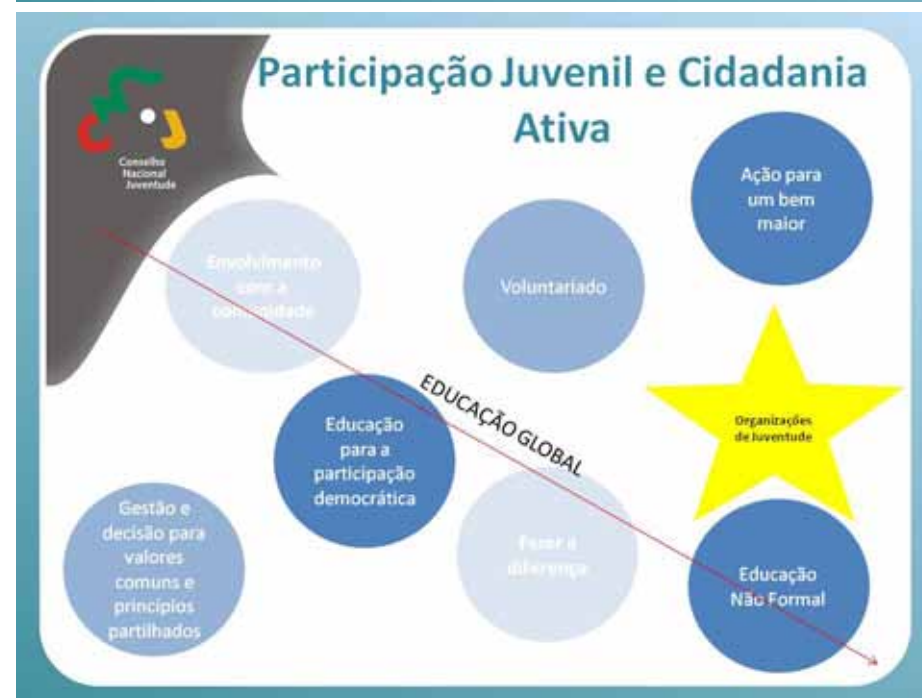 Participação Juvenil e Cidadania
Ativa
Conselho
Nacional
Juventude
Ação para
um bem
maior
Envolvimento
com a
comunidade
Voluntariado
EDUCAÇÃO GLOBAL
Organizações
de Juventude
Educação
para a
participação
democrática
Gestão e
decisão para
valores
comuns e
princípios
partilhados
Fazer a
diferença
Educação
Não Formal